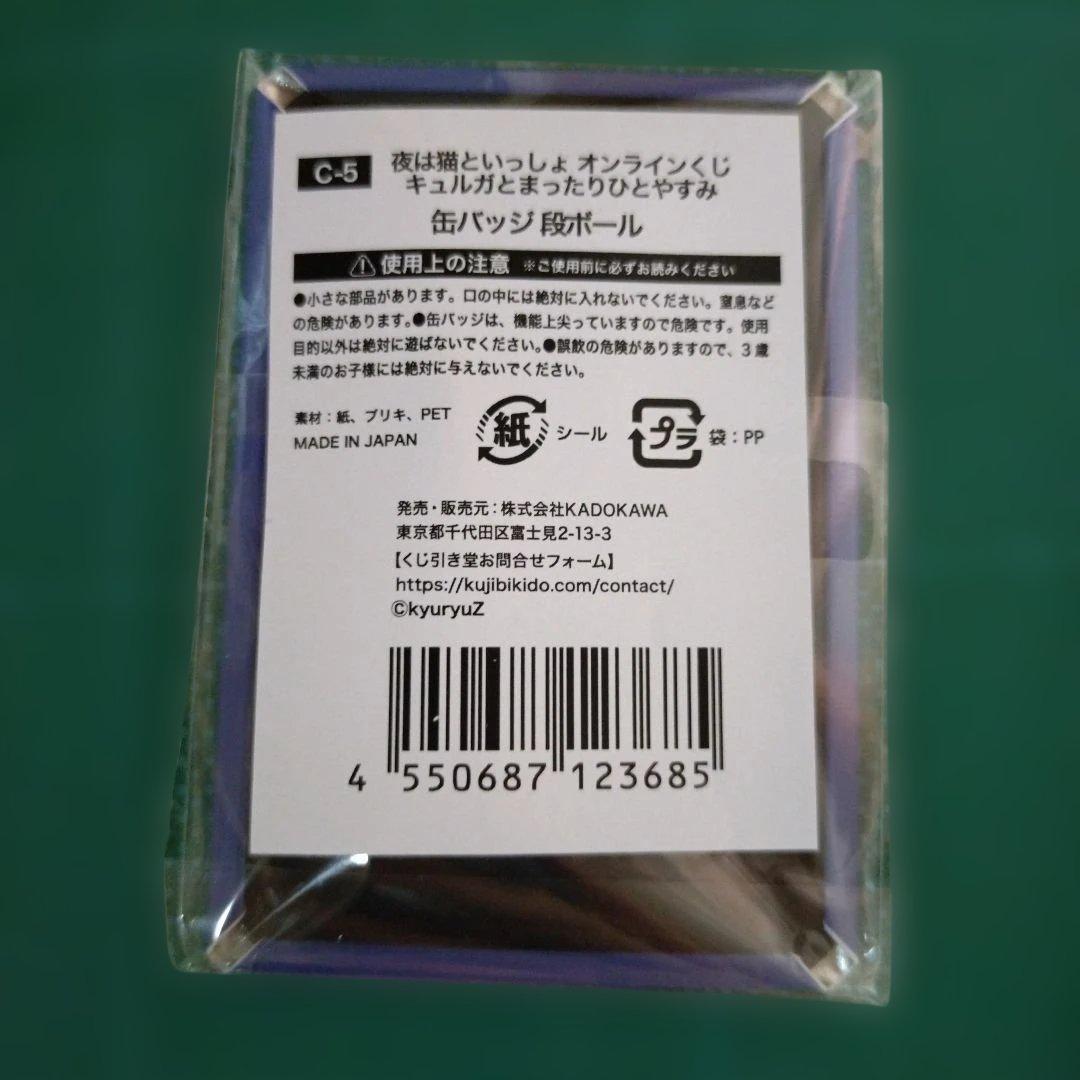 C-5
夜は猫といっしょ オンラインくじ
キュルガとまったりひとやすみ
缶バッジ 段ボール
使用上の注意 ※ご使用前に必ずお読みください
●小さな部品があります。口の中には絶対に入れないでください。窒息など
の危険があります。●缶バッジは、機能上尖っていますので危険です。使用
目的以外は絶対に遊ばないでください。●誤飲の危険がありますので、3歳
未満のお子様には絶対に与えないでください。
素材：紙、ブリキ、PET
MADE IN JAPAN
紙 シール
プラ 袋：PP
発売・販売元：株式会社KADOKAWA
東京都千代田区富士見2-13-3
【くじ引き堂お問合せフォーム】
https://kujibikido.com/contact/
©kyuryuZ
4 550687 123685